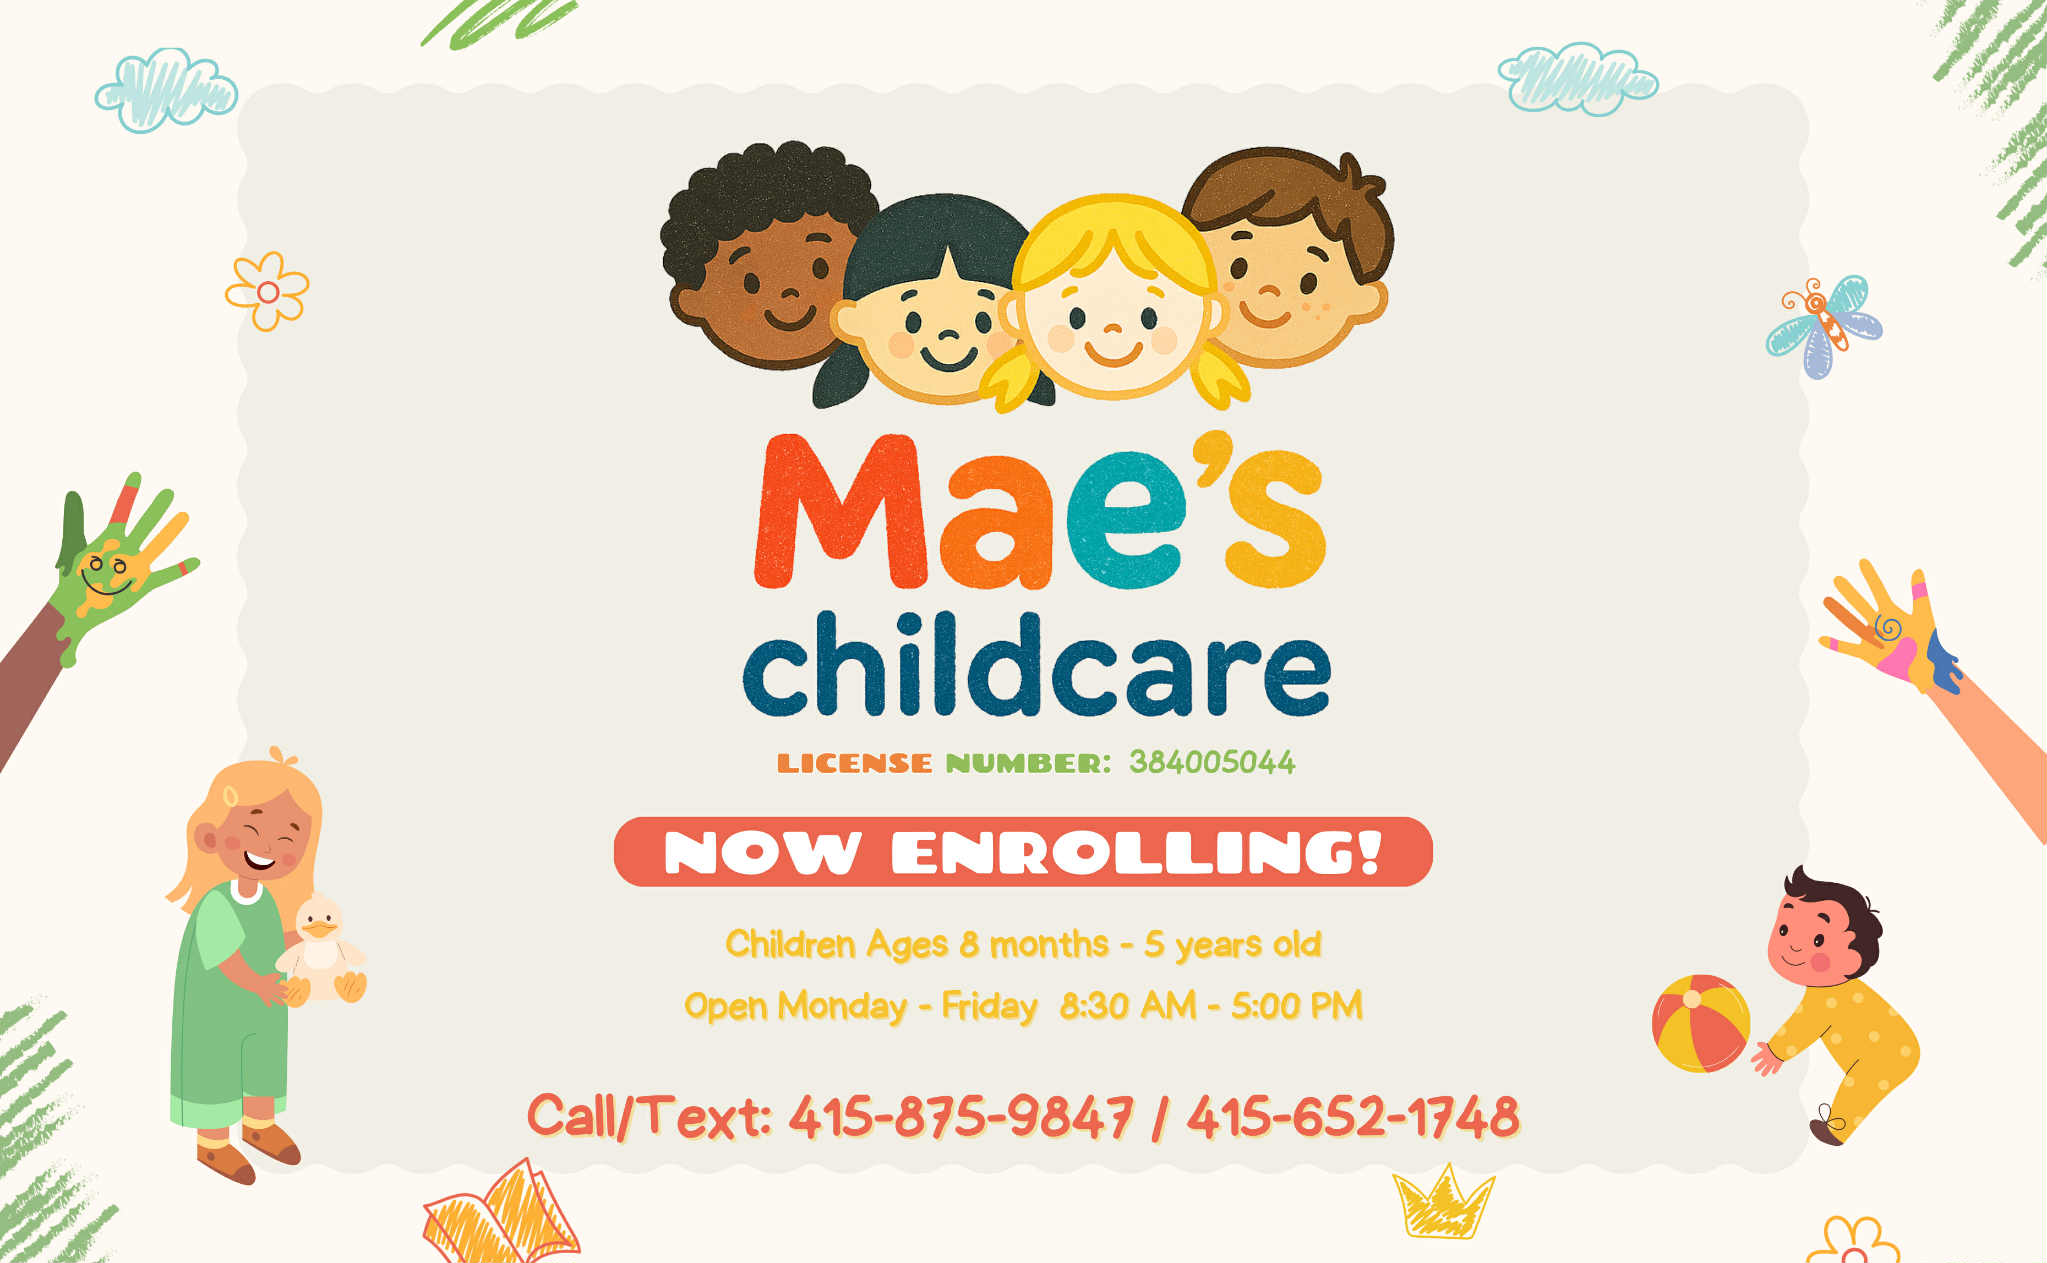 Mae's
childcare
LICENSE NUMBER: 384005044
NOW ENROLLING!
Children Ages 8 months - 5 years old
Open Monday - Friday 8:30 AM - 5:00 PM
Call/Text: 415-875-9847 / 415-652-1748